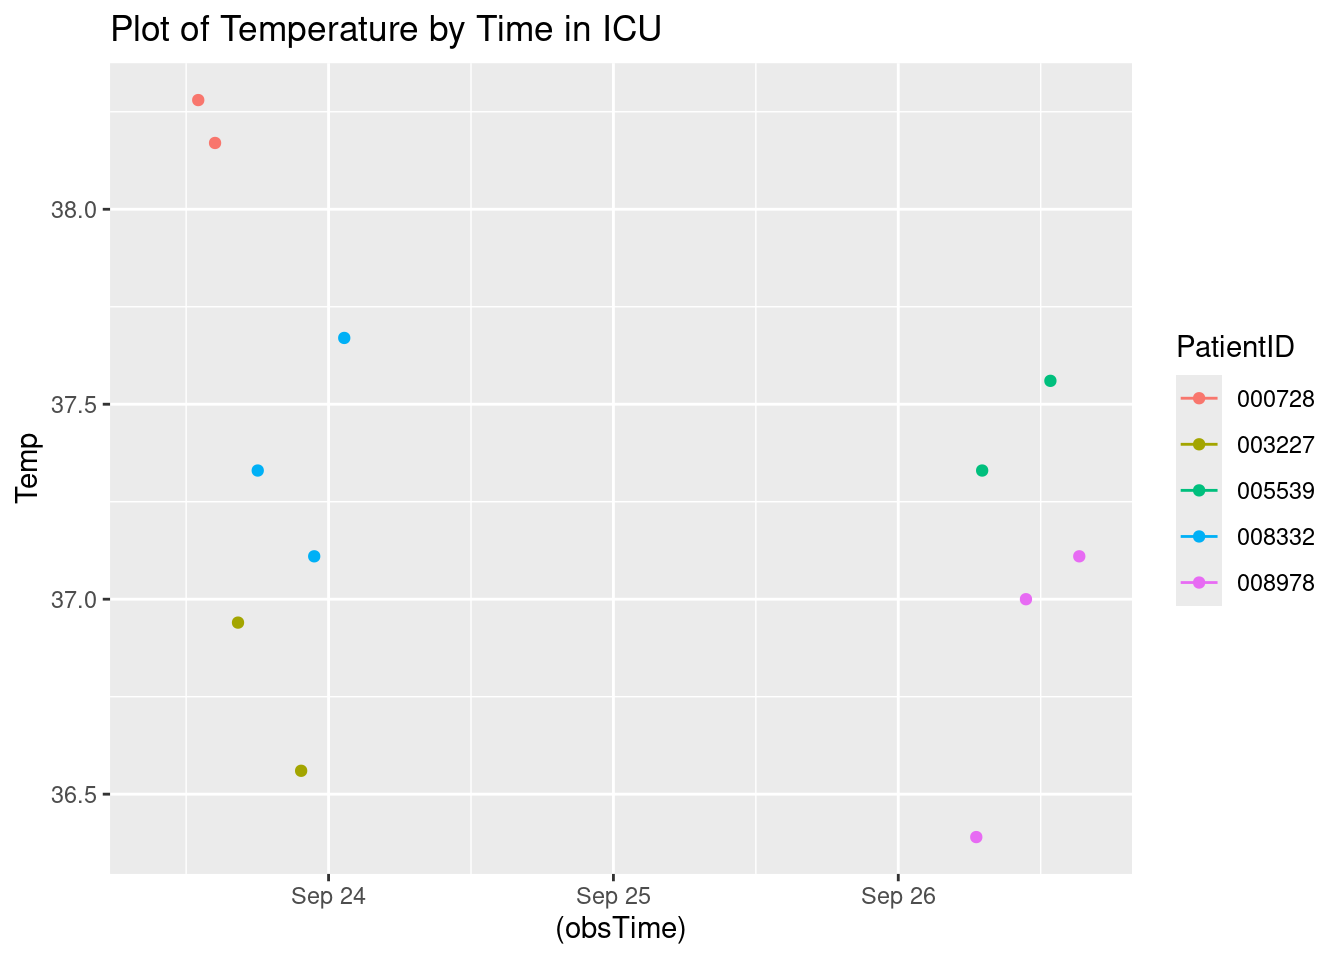 Plot of Temperature by Time in ICU
38.0
37.5
37.0
36.5
Temp
Sep 24
Sep 25
Sep 26
(obsTime)
PatientID
000728
003227
005539
008332
008978